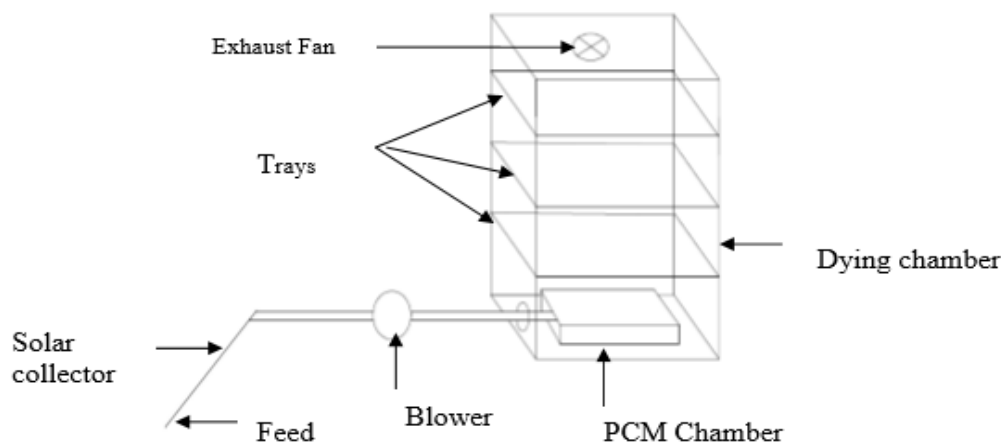 Exhaust Fan
Trays
Dying chamber
Solar
collector
Feed
Blower
PCM Chamber